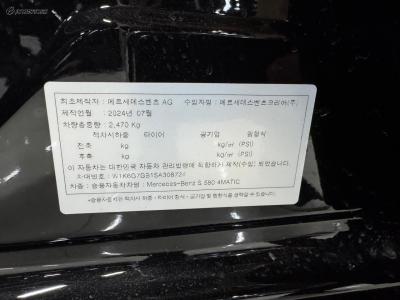 최초제작자 : 메르세데스벤츠 AG 수입자명 : 메르세데스벤츠코리아(주)
제작연월 2024년 07월
차량총중량 : 2,470 Kg
적차시하중 타이어 공기압 원형식
전축 kg kg/㎠ (PSI)
후축 kg kg/㎠ (PSI)
이 자동차는 대한민국 자동차 관리법령에 적합하게 제작(수입) 되었습니다.
차대번호 :
차종 : 승용자동차차명 : Mercedes-Benz S 580 4MATIC